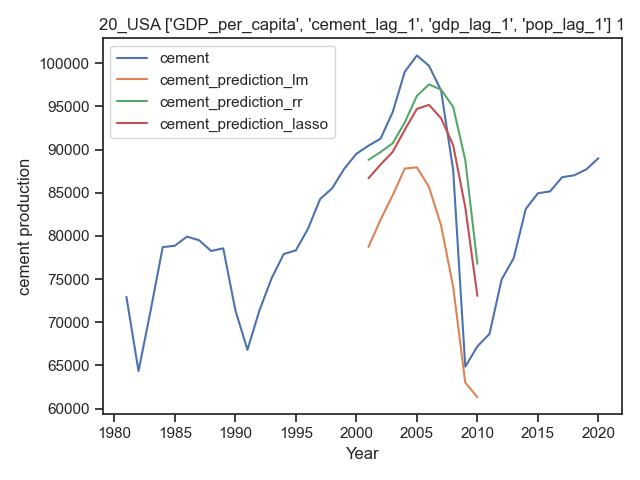 20_USA ['GDP_per_capita', 'cement_lag_1', 'gdp_lag_1', 'pop_lag_1'] 1
cement
cement_prediction_lm
cement_prediction_rr
cement_prediction_lasso
cement production
100000
95000
90000
85000
80000
75000
70000
65000
60000
1980 1985 1990 1995 2000 2005 2010 2015 2020
Year